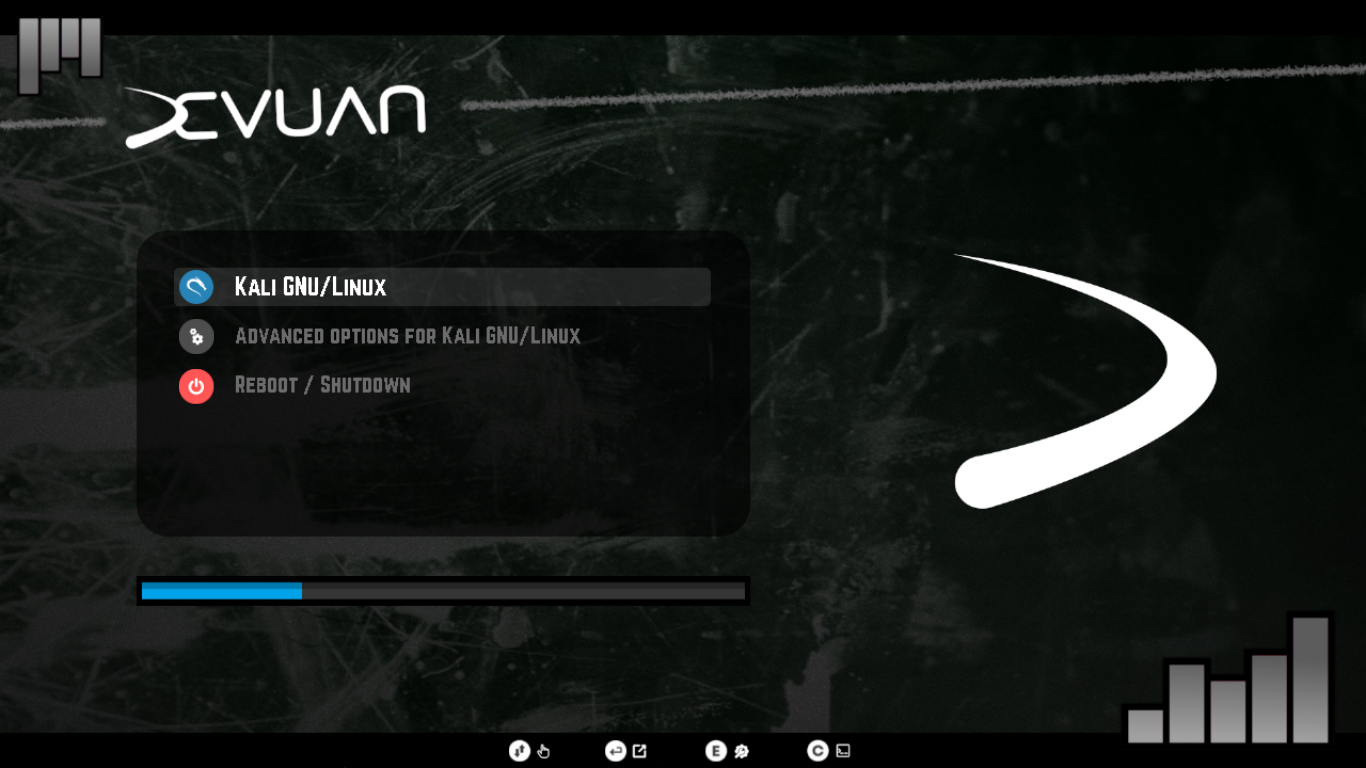 DEVUAN
Kali GNU/Linux
Advanced options for Kali GNU/Linux
Reboot / Shutdown
E
C